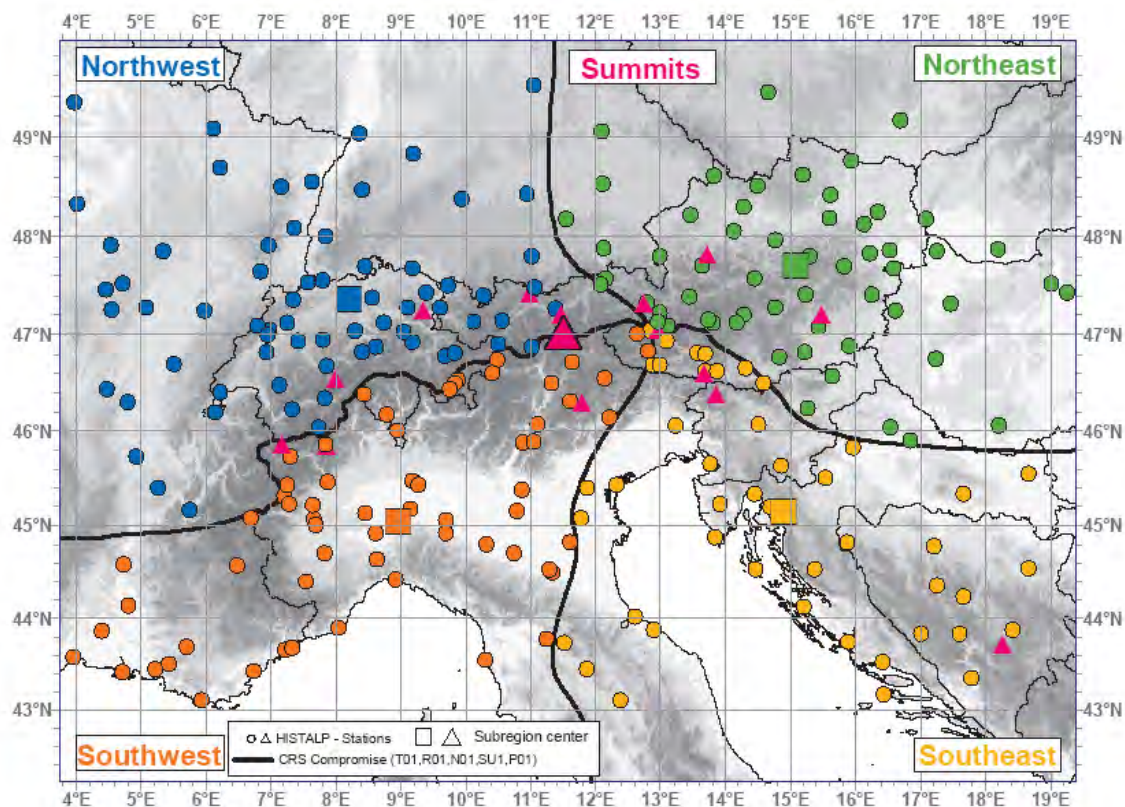 4°E 5°E 6°E 7°E 8°E 9°E 10°E 11°E 12°E 13°E 14°E 15°E 16°E 17°E 18°E 19°E
Northwest Summits Northeast
49°N 49°N
48°N 48°N
47°N 47°N
46°N 46°N
45°N 45°N
44°N 44°N
43°N 43°N
Southwest HISTALP - Stations Subregion center Southeast
CRS Compromise (T01,R01,N01,SU1,P01)
4°E 5°E 6°E 7°E 8°E 9°E 10°E 11°E 12°E 13°E 14°E 15°E 16°E 17°E 18°E 19°E